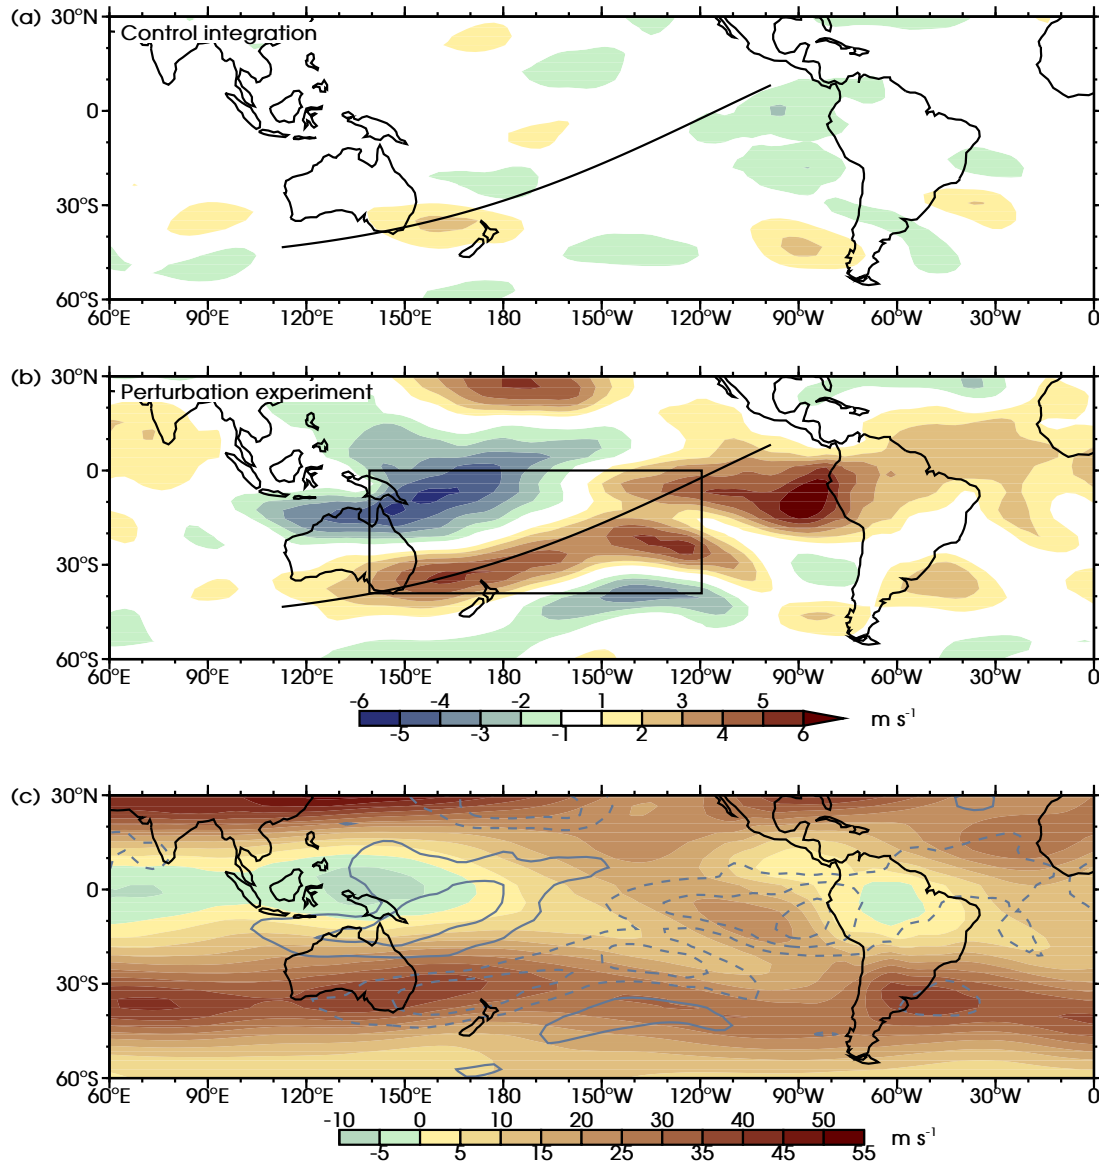 (a)
Control integration
30°N
0
30°S
60°S
60°E 90°E 120°E 150°E 180° 150°W 120°W 90°W 60°W 30°W 0
(b)
Perturbation experiment
30°N
0
30°S
60°S
60°E 90°E 120°E 150°E 180° 150°W 120°W 90°W 60°W 30°W 0
-6 -4 -2 1 3 5
-5 -3 -1 2 4 6
m s⁻¹
(c)
30°N
0
30°S
60°S
60°E 90°E 120°E 150°E 180° 150°W 120°W 90°W 60°W 30°W 0
-10 0 10 20 30 40 50
-5 5 15 25 35 45 55
m s⁻¹